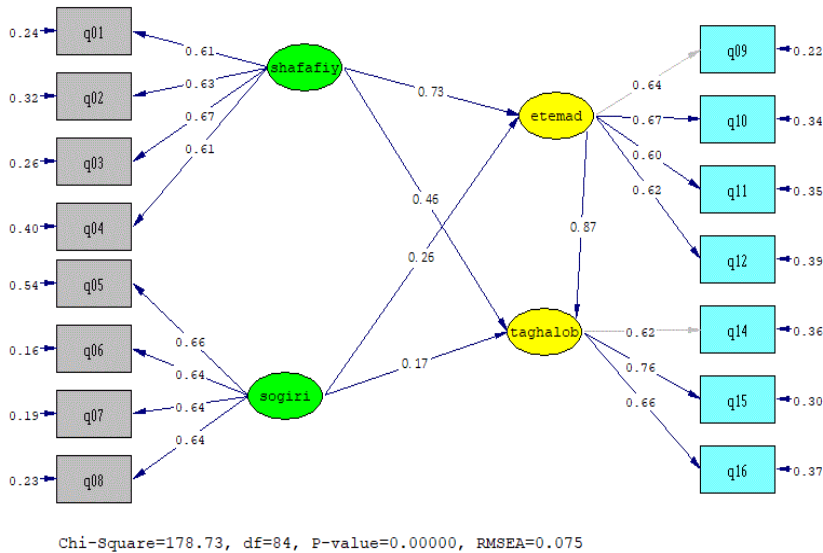 0.24 q01
0.32 q02
0.26 q03
0.40 q04
0.54 q05
0.16 q06
0.19 q07
0.23 q08
0.61
0.63
0.67
0.61
shafafiy
0.66
0.64
0.64
0.64
sogiri
0.73
0.46
0.26
0.17
etemad
0.87
taghalob
0.64
0.67
0.60
0.62
0.62
0.76
0.66
q09 0.22
q10 0.34
q11 0.35
q12 0.39
q14 0.36
q15 0.30
q16 0.37
Chi-Square=178.73, df=84, P-value=0.00000, RMSEA=0.075